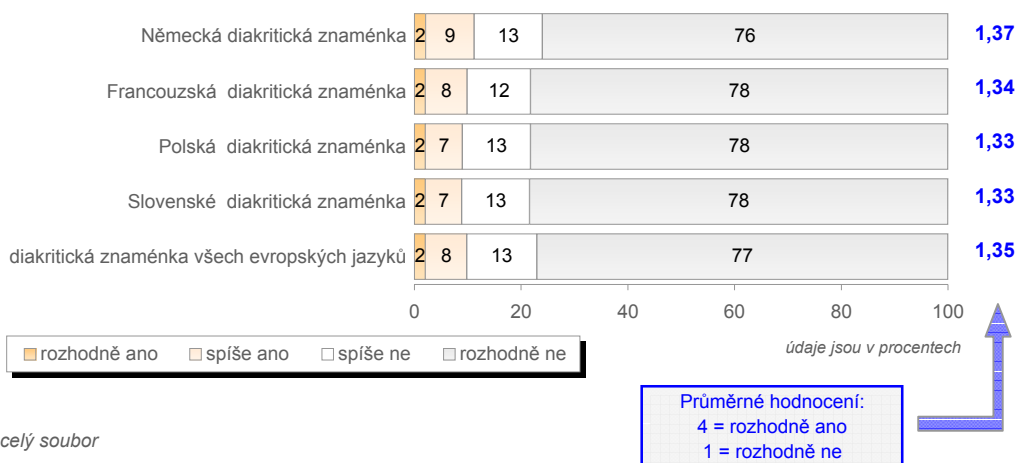 Německá diakritická znaménka 2 9 13 76 1,37
Francouzská diakritická znaménka 2 8 12 78 1,34
Polská diakritická znaménka 2 7 13 78 1,33
Slovenské diakritická znaménka 2 7 13 78 1,33
diakritická znaménka všech evropských jazyků 2 8 13 77 1,35
0 20 40 60 80 100
rozhodně ano spíše ano spíše ne rozhodně ne
údaje jsou v procentech
Průměrné hodnocení:
4 = rozhodně ano
1 = rozhodně ne
celý soubor